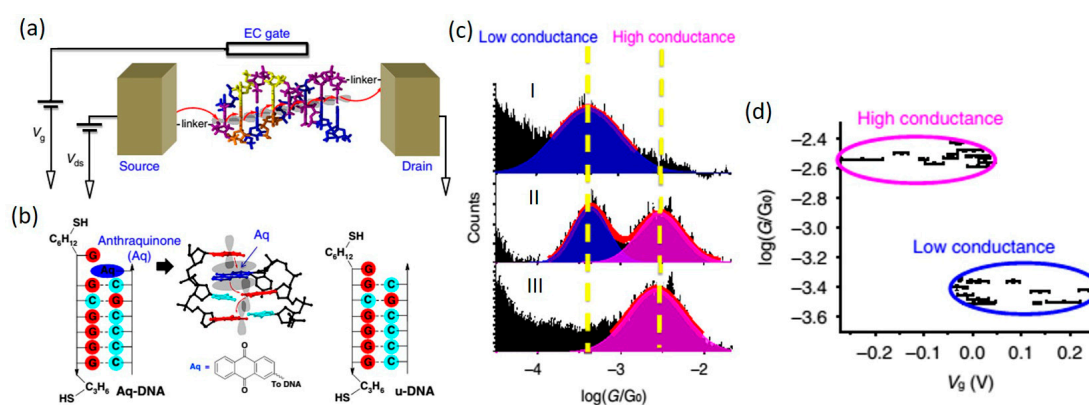 (a)
EC gate
linker
linker
Vg
Vds
Source
Drain
(b)
SH
C6H12
Anthraquinone
(Aq)
Aq
G
Aq
G C
C G
G C
G C
G C
G C
HS C3H6
Aq-DNA
Aq =
O
O
To DNA
SH
C6H12
G
G C
C G
G C
G C
G C
G C
HS C3H6
u-DNA
(c)
Low conductance High conductance
I
II
III
Counts
-4 -3 -2
log(G/G0)
(d)
High conductance
Low conductance
log(G/G0)
-2.4
-2.6
-2.8
-3.0
-3.2
-3.4
-3.6
-0.2 -0.1 0.0 0.1 0.2
Vg (V)